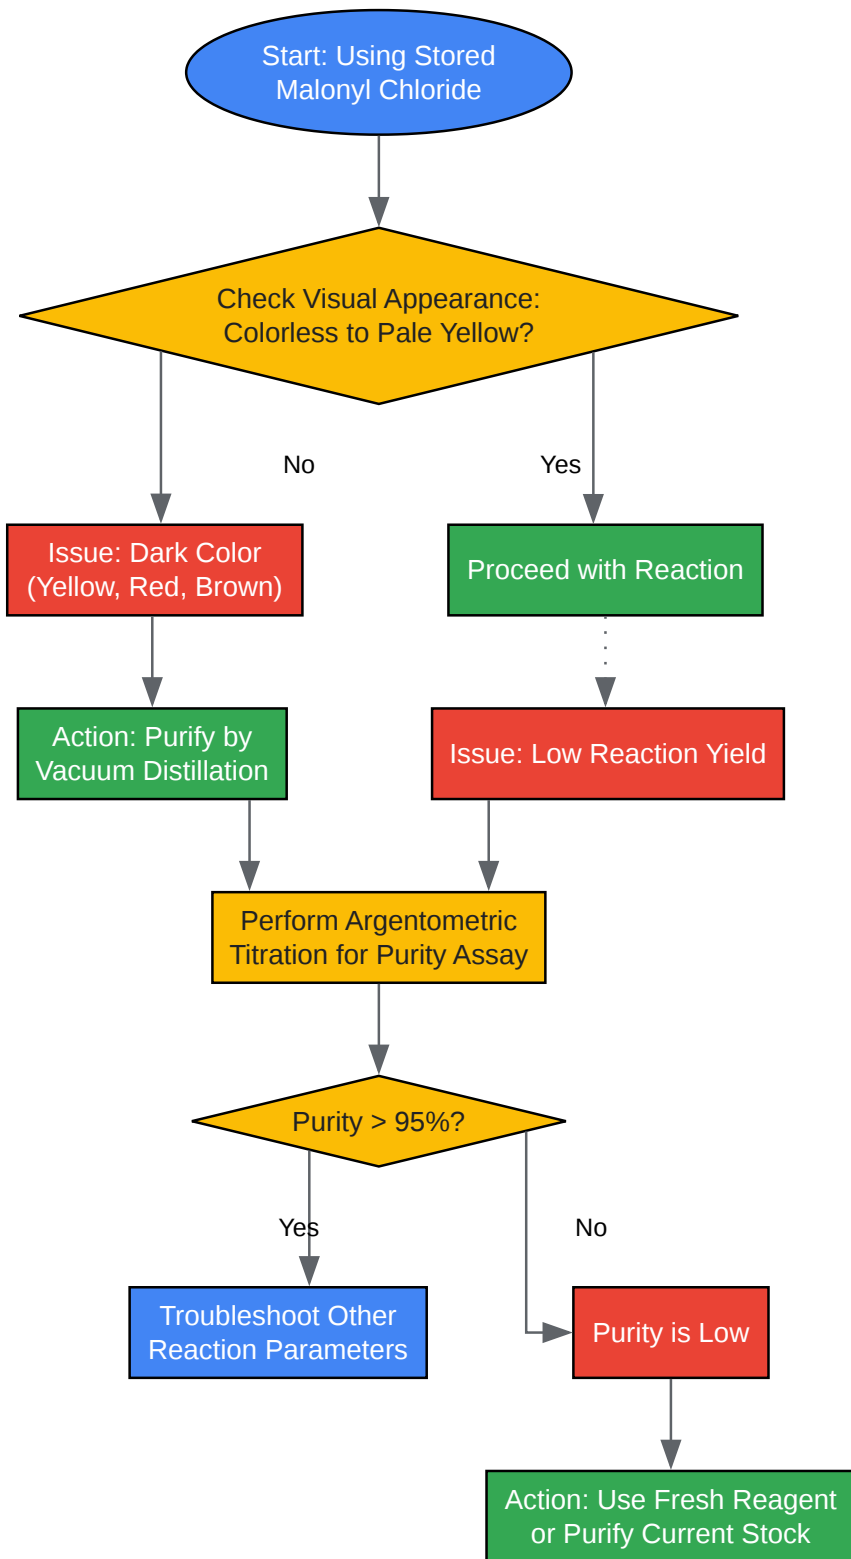 Start: Using Stored
Malonyl Chloride
Check Visual Appearance:
Colorless to Pale Yellow?
No
Yes
Issue: Dark Color
(Yellow, Red, Brown)
Proceed with Reaction
Action: Purify by
Vacuum Distillation
Issue: Low Reaction Yield
Perform Argentometric
Titration for Purity Assay
Purity > 95%?
Yes
No
Troubleshoot Other
Reaction Parameters
Purity is Low
Action: Use Fresh Reagent
or Purify Current Stock